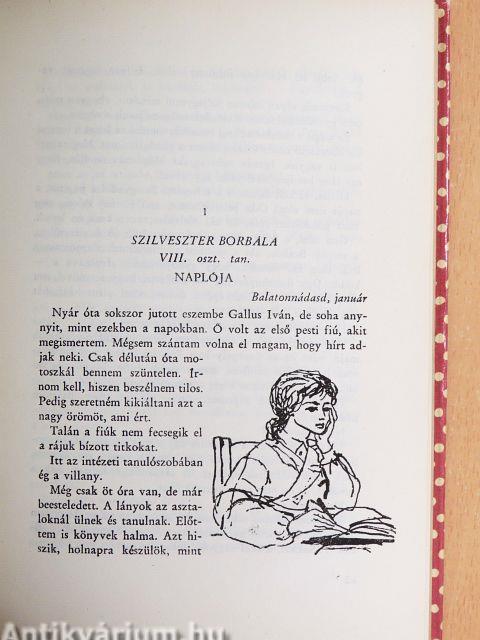 1
SZILVESZTER BORBÁLA
VIII. oszt. tan.
NAPLÓJA
Balatonnádasd, január
Nyár óta sokszor jutott eszembe Gallus Iván, de soha any-
nyit, mint ezekben a napokban. Ő volt az első pesti fiú, akit
megismertem. Mégsem szántam volna el magam, hogy hírt ad-
jak neki. Csak délután óta mo-
toszkál bennem szüntelen. Ír-
nom kell, hiszen beszélnem tilos.
Pedig szeretném kikiáltani azt a
nagy örömöt, ami ért.
Talán a fiúk nem fecsegik el
a rájuk bízott titkokat.
Itt az intézeti tanulószobában
ég a villany.
Még csak öt óra van, de már
beesteledett. A lányok az aszta-
loknál ülnek és tanulnak. Előt-
tem is könyvek halma. Azt hi-
szik, holnapra készülök, mint
Antikvárium.hu